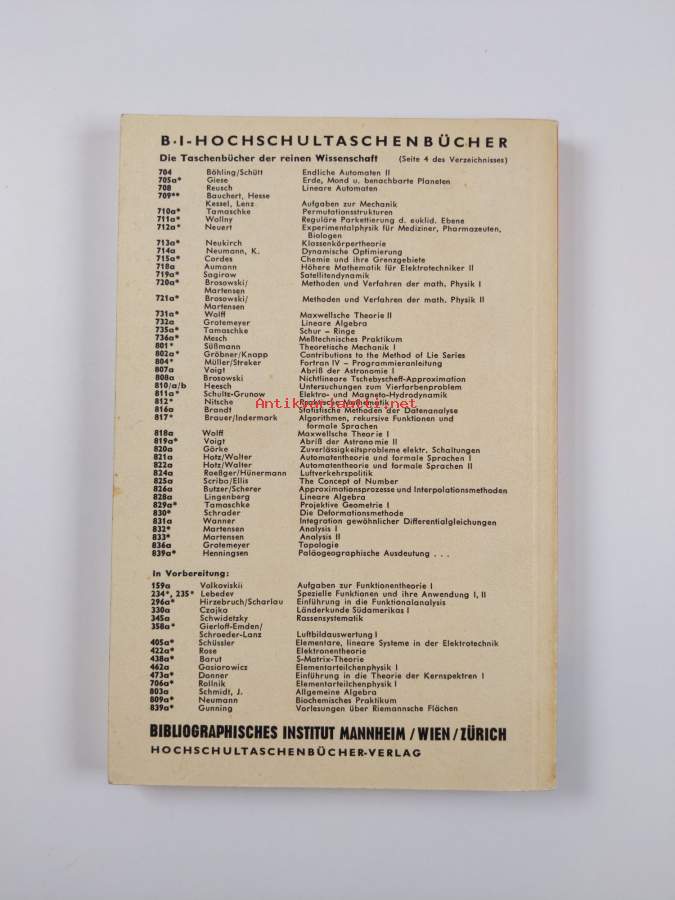 B·I-HOCHSCHULTASCHENBÜCHER
Die Taschenbücher der reinen Wissenschaft (Seite 4 des Verzeichnisses)
704 Böhling/Schütt Endliche Automaten II
705a* Giese Erde, Mond u. benachbarte Planeten
708 Reusch Lineare Automaten
709** Bauchert, Hesse
Kessel, Lenz Aufgaben zur Mechanik
710a* Tamaschke Permutationsstrukturen
711a* Wollny Reguläre Parkettierung d. euklid. Ebene
712a* Neuert Experimentalphysik für Mediziner, Pharmazeuten,
Biologen
713a* Neukirch Klassenkörpertheorie
714a Neumann, K. Dynamische Optimierung
715a* Cordes Chemie und ihre Grenzgebiete
718a Aumann Höhere Mathematik für Elektrotechniker II
719a* Sagirow Satellitendynamik
720a* Brosowski/ Methoden und Verfahren der math. Physik I
Martensen
721a* Brosowski/ Methoden und Verfahren der math. Physik II
Martensen
731a* Wolff Maxwellsche Theorie II
732a Grotemeyer Lineare Algebra
735a* Tamaschke Schur – Ringe
736a* Mesch Meßtechnisches Praktikum
801* Süßmann Theoretische Mechanik I
802a* Gröbner/Knapp Contributions to the Method of Lie Series
804* Müller/Streker Fortran IV – Programmieranleitung
807a Voigt Abriß der Astronomie I
808a Brosowski Nichtlineare Tschebyscheff-Approximation
810/a/b Heesch Untersuchungen zum Vierfarbenproblem
811a* Schultz-Grunow Elektro- und Magneto-Hydrodynamik
812* Nitsche Praktische Mathematik
Antikvariaatti.net
816a Brandt Statistische Methoden der Datenanalyse
817* Brauer/Indermark Algorithmen, rekursive Funktionen und
formale Sprachen
818a Wolff Maxwellsche Theorie I
819a* Voigt Abriß der Astronomie II
820a Görke Zuverlässigkeitsprobleme elektr. Schaltungen
821a Hotz/Walter Automatentheorie und formale Sprachen I
822a Hotz/Walter Automatentheorie und formale Sprachen II
824a Roeßger/Hünermann Luftverkehrspolitik
825a Scriba/Ellis The Concept of Number
826a Butzer/Scherer Approximationsprozesse und Interpolationsmethoden
828a Lingenberg Lineare Algebra
829a* Tamaschke Projektive Geometrie I
830* Schrader Die Deformationsmethode
831a Wanner Integration gewöhnlicher Differentialgleichungen
832* Martensen Analysis I
833* Martensen Analysis II
836a Grotemeyer Topologie
839a* Henningsen Paläogeographische Ausdeutung . . .
In Vorbereitung:
159a Volkoviskii Aufgaben zur Funktionentheorie I
234*, 235* Lebedev Spezielle Funktionen und ihre Anwendung I, II
296a* Hirzebruch/Scharlau Einführung in die Funktionalanalysis
330a Czajka Länderkunde Südamerikas I
345a Schwidetzky Rassensystematik
358a* Gierloff-Emden/
Schroeder-Lanz Luftbildauswertung I
405a* Schüssler Elementare, lineare Systeme in der Elektrotechnik
422a* Rose Elektronentheorie
438a* Barut S-Matrix-Theorie
462a Gasiorowicz Elementarteilchenphysik I
473a* Donner Einführung in die Theorie der Kernspektren I
706a* Rollnik Elementarteilchenphysik I
803a Schmidt, J. Allgemeine Algebra
809a* Neumann Biochemisches Praktikum
839a* Gunning Vorlesungen über Riemannsche Flächen
BIBLIOGRAPHISCHES INSTITUT MANNHEIM/WIEN/ZÜRICH
HOCHSCHULTASCHENBÜCHER-VERLAG